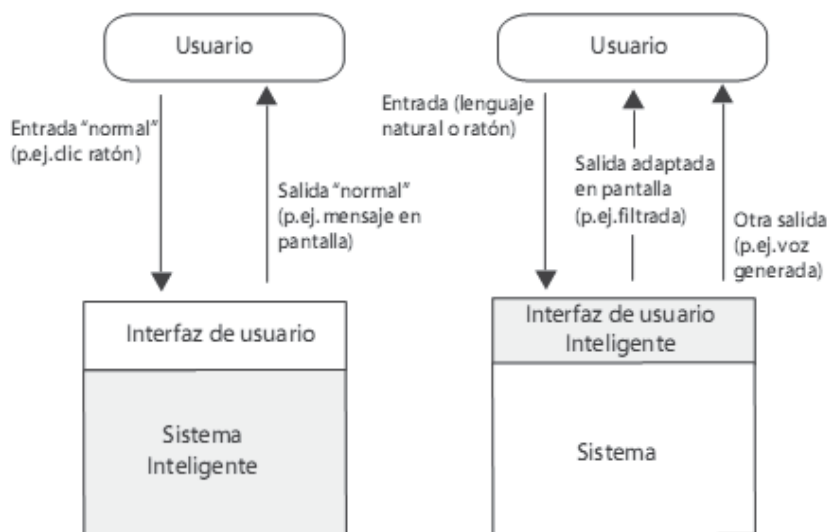 Usuario
Entrada "normal"
(p.ej.clic ratón)
Salida "normal"
(p.ej. mensaje en
pantalla)
Interfaz de usuario
Sistema
Inteligente
Usuario
Entrada (lenguaje
natural o ratón)
Salida adaptada
en pantalla
(p.ej.filtrada)
Otra salida
(p.ej.voz
generada)
Interfaz de usuario
Inteligente
Sistema